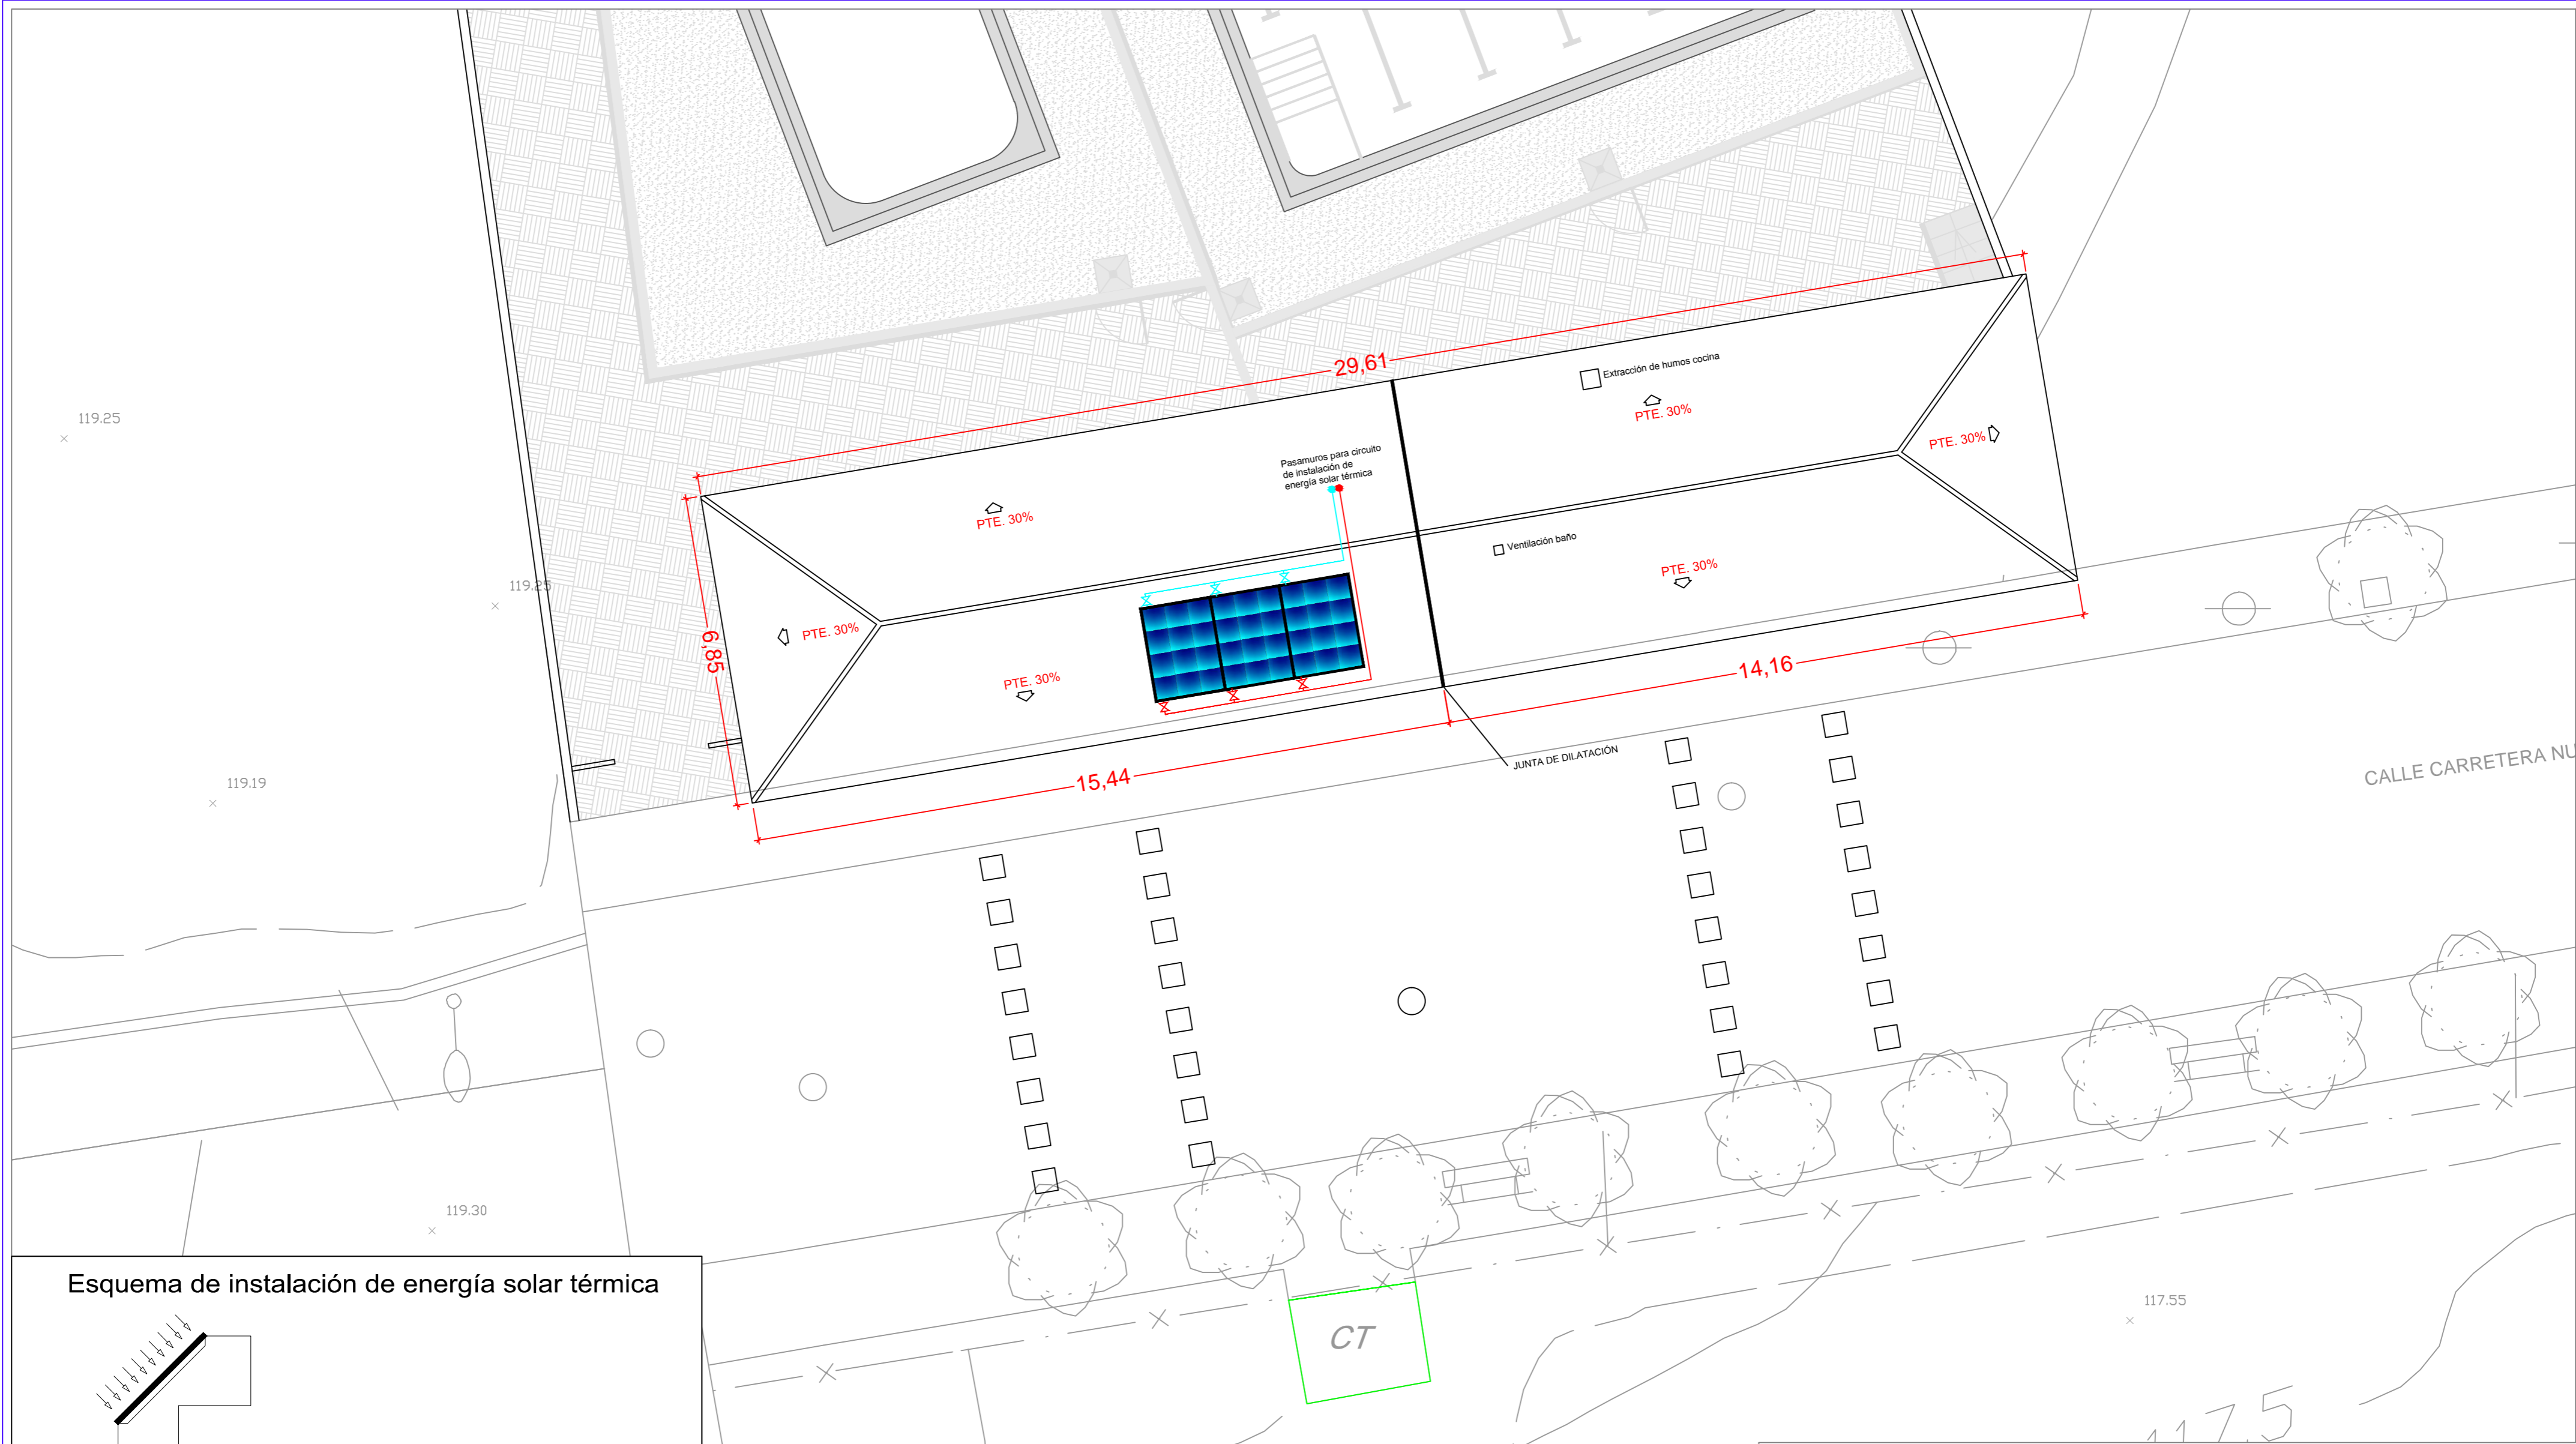 29,61
Extracción de humos cocina
PTE. 30%
PTE. 30%
119.25
Pasamuros para circuito
de instalación de
energía solar térmica
PTE. 30%
Ventilación baño
PTE. 30%
119.25
PTE. 30%
6,85
PTE. 30%
14,16
JUNTA DE DILATACIÓN
15,44
119.19
CALLE CARRETERA NU
119.30
Esquema de instalación de energía solar térmica
117.55
CT
117.5